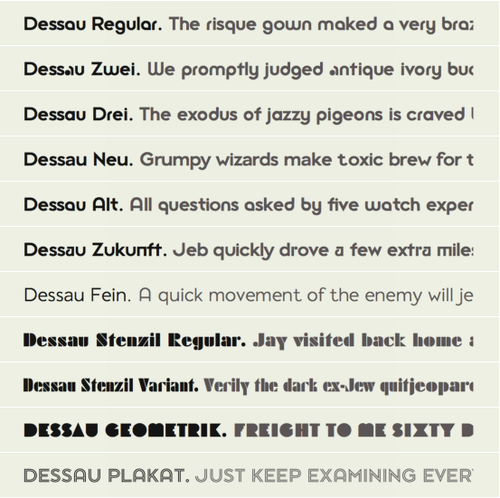 Dessau Regular. The risque gown maked a very braz
Dessau Zwei. We promptly judged antique ivory buc
Dessau Drei. The exodus of jazzy pigeons is craved
Dessau Neu. Grumpy wizards make toxic brew for t
Dessau Alt. All questions asked by five watch exper
Dessau Zukunft. Jeb quickly drove a few extra miles
Dessau Fein. A quick movement of the enemy will je
Dessau Stenzil Regular. Jay visited back home a
Dessau Stenzil Variant. Verily the dark ex-Jew quitjeopard
DESSAU GEOMETRIK. FREIGHT TO ME SIXTY D
DESSAU PLAKAT. JUST KEEP EXAMINING EVERY